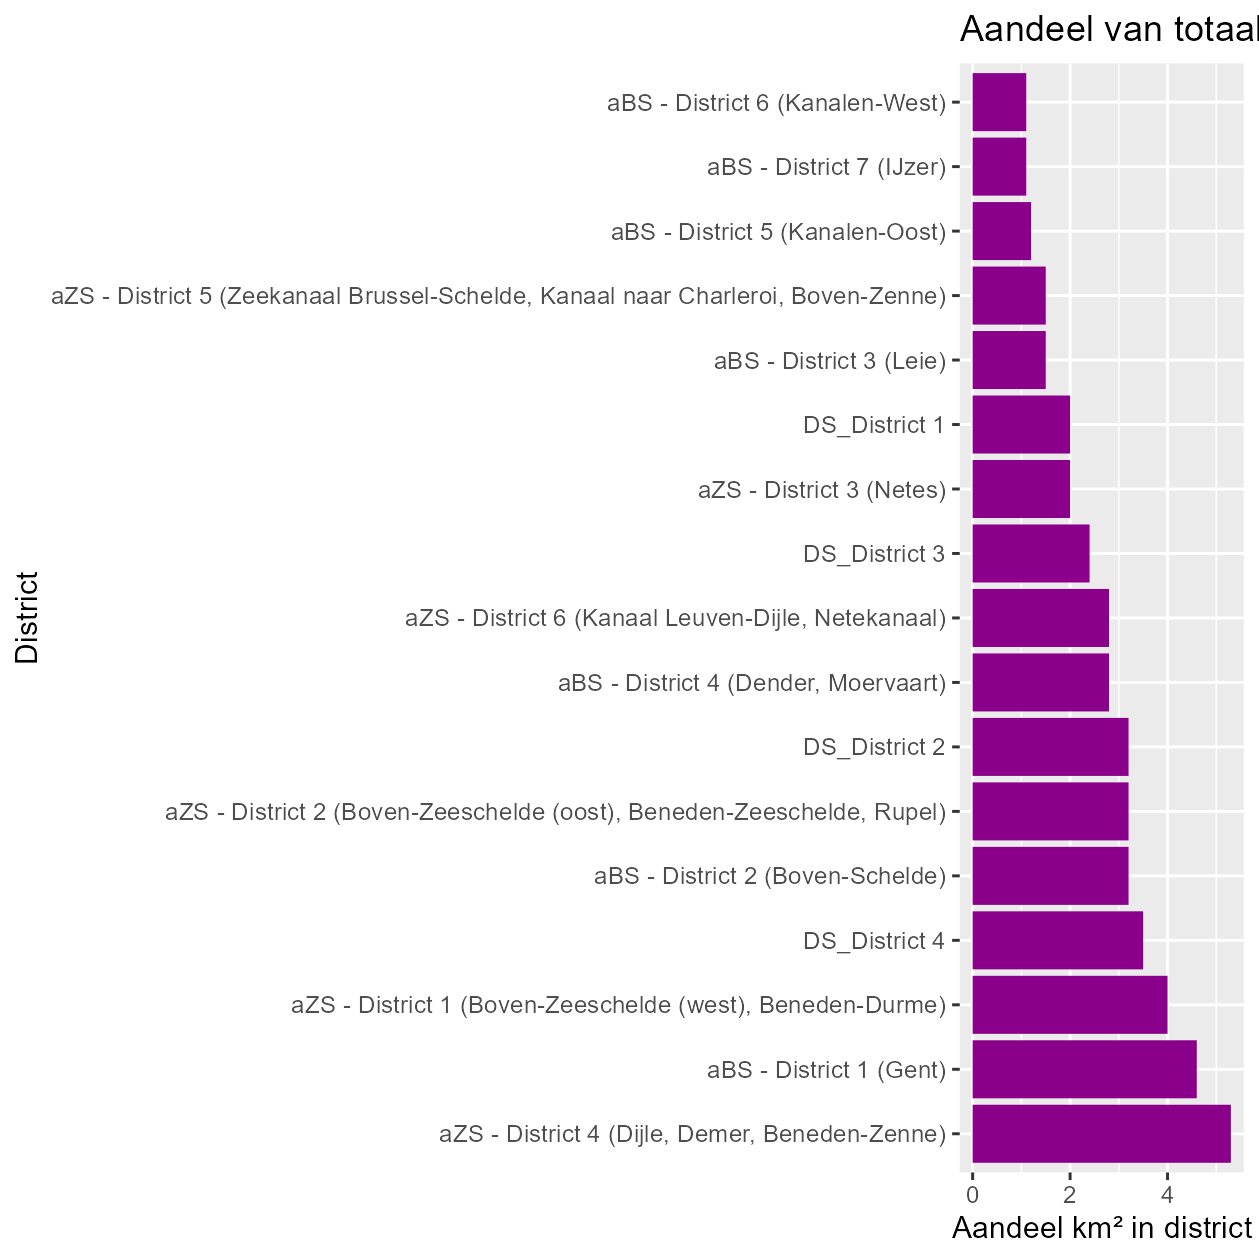 Aandeel van totaal
aBS - District 6 (Kanalen-West)
aBS - District 7 (IJzer)
aBS - District 5 (Kanalen-Oost)
aZS - District 5 (Zeekanaal Brussel-Schelde, Kanaal naar Charleroi, Boven-Zenne)
aBS - District 3 (Leie)
DS_District 1
aZS - District 3 (Netes)
DS_District 3
aZS - District 6 (Kanaal Leuven-Dijle, Netekanaal)
aBS - District 4 (Dender, Moervaart)
DS_District 2
aZS - District 2 (Boven-Zeeschelde (oost), Beneden-Zeeschelde, Rupel)
aBS - District 2 (Boven-Schelde)
DS_District 4
aZS - District 1 (Boven-Zeeschelde (west), Beneden-Durme)
aBS - District 1 (Gent)
aZS - District 4 (Dijle, Demer, Beneden-Zenne)
District
0 2 4
Aandeel km² in district